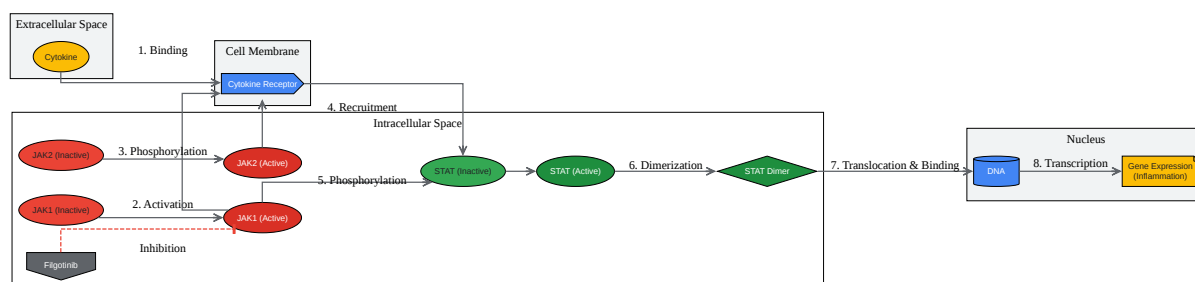 Extracellular Space
Cytokine
1. Binding
Cell Membrane
Cytokine Receptor
4. Recruitment
Intracellular Space
JAK2 (Inactive)
3. Phosphorylation
JAK2 (Active)
5. Phosphorylation
STAT (Inactive)
STAT (Active)
6. Dimerization
STAT Dimer
7. Translocation & Binding
Nucleus
DNA
8. Transcription
Gene Expression
(Inflammation)
JAK1 (Inactive)
2. Activation
JAK1 (Active)
Inhibition
Filgotinib